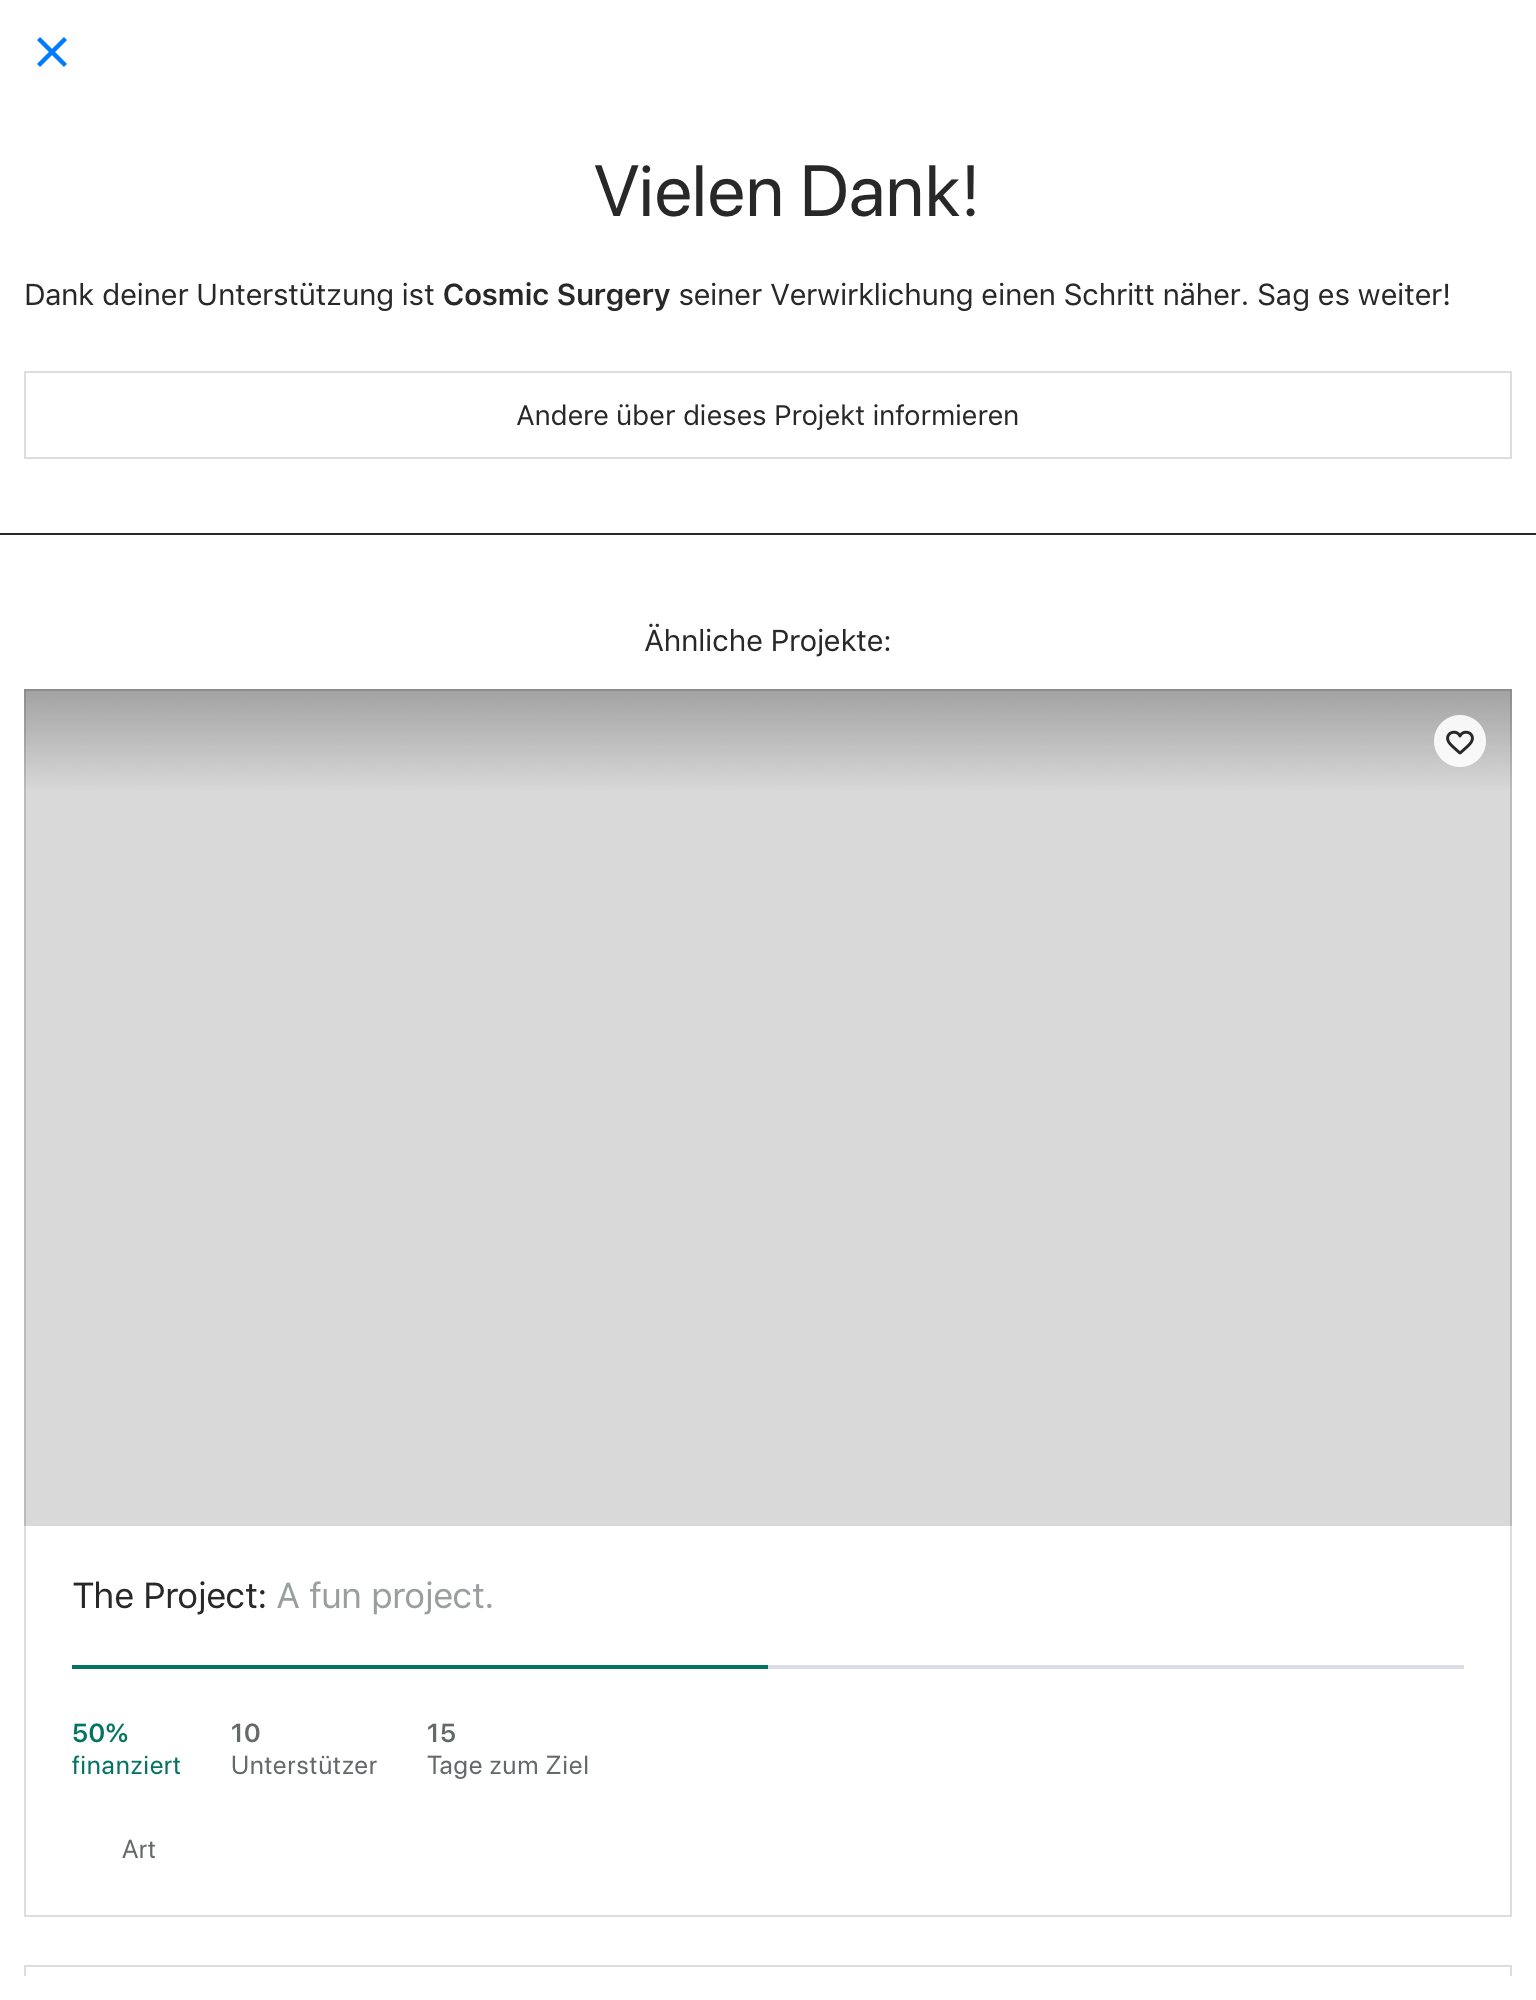 Vielen Dank!
Dank deiner Unterstützung ist Cosmic Surgery seiner Verwirklichung einen Schritt näher. Sag es weiter!
Andere über dieses Projekt informieren
Ähnliche Projekte:
The Project: A fun project.
50% 10 15
finanziert Unterstützer Tage zum Ziel
Art